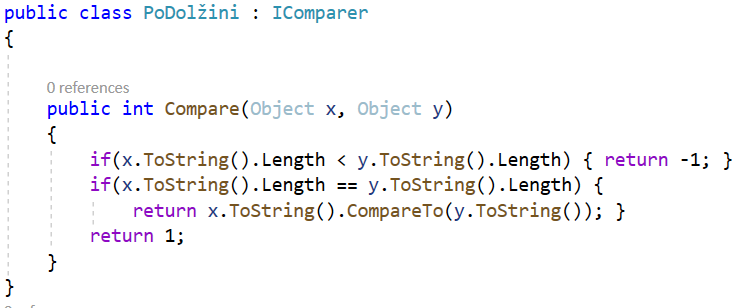 public class PoDolžini : IComparer
{
0 references
public int Compare(Object x, Object y)
{
if(x.ToString().Length < y.ToString().Length) { return -1; }
if(x.ToString().Length == y.ToString().Length) {
return x.ToString().CompareTo(y.ToString()); }
return 1;
}
}